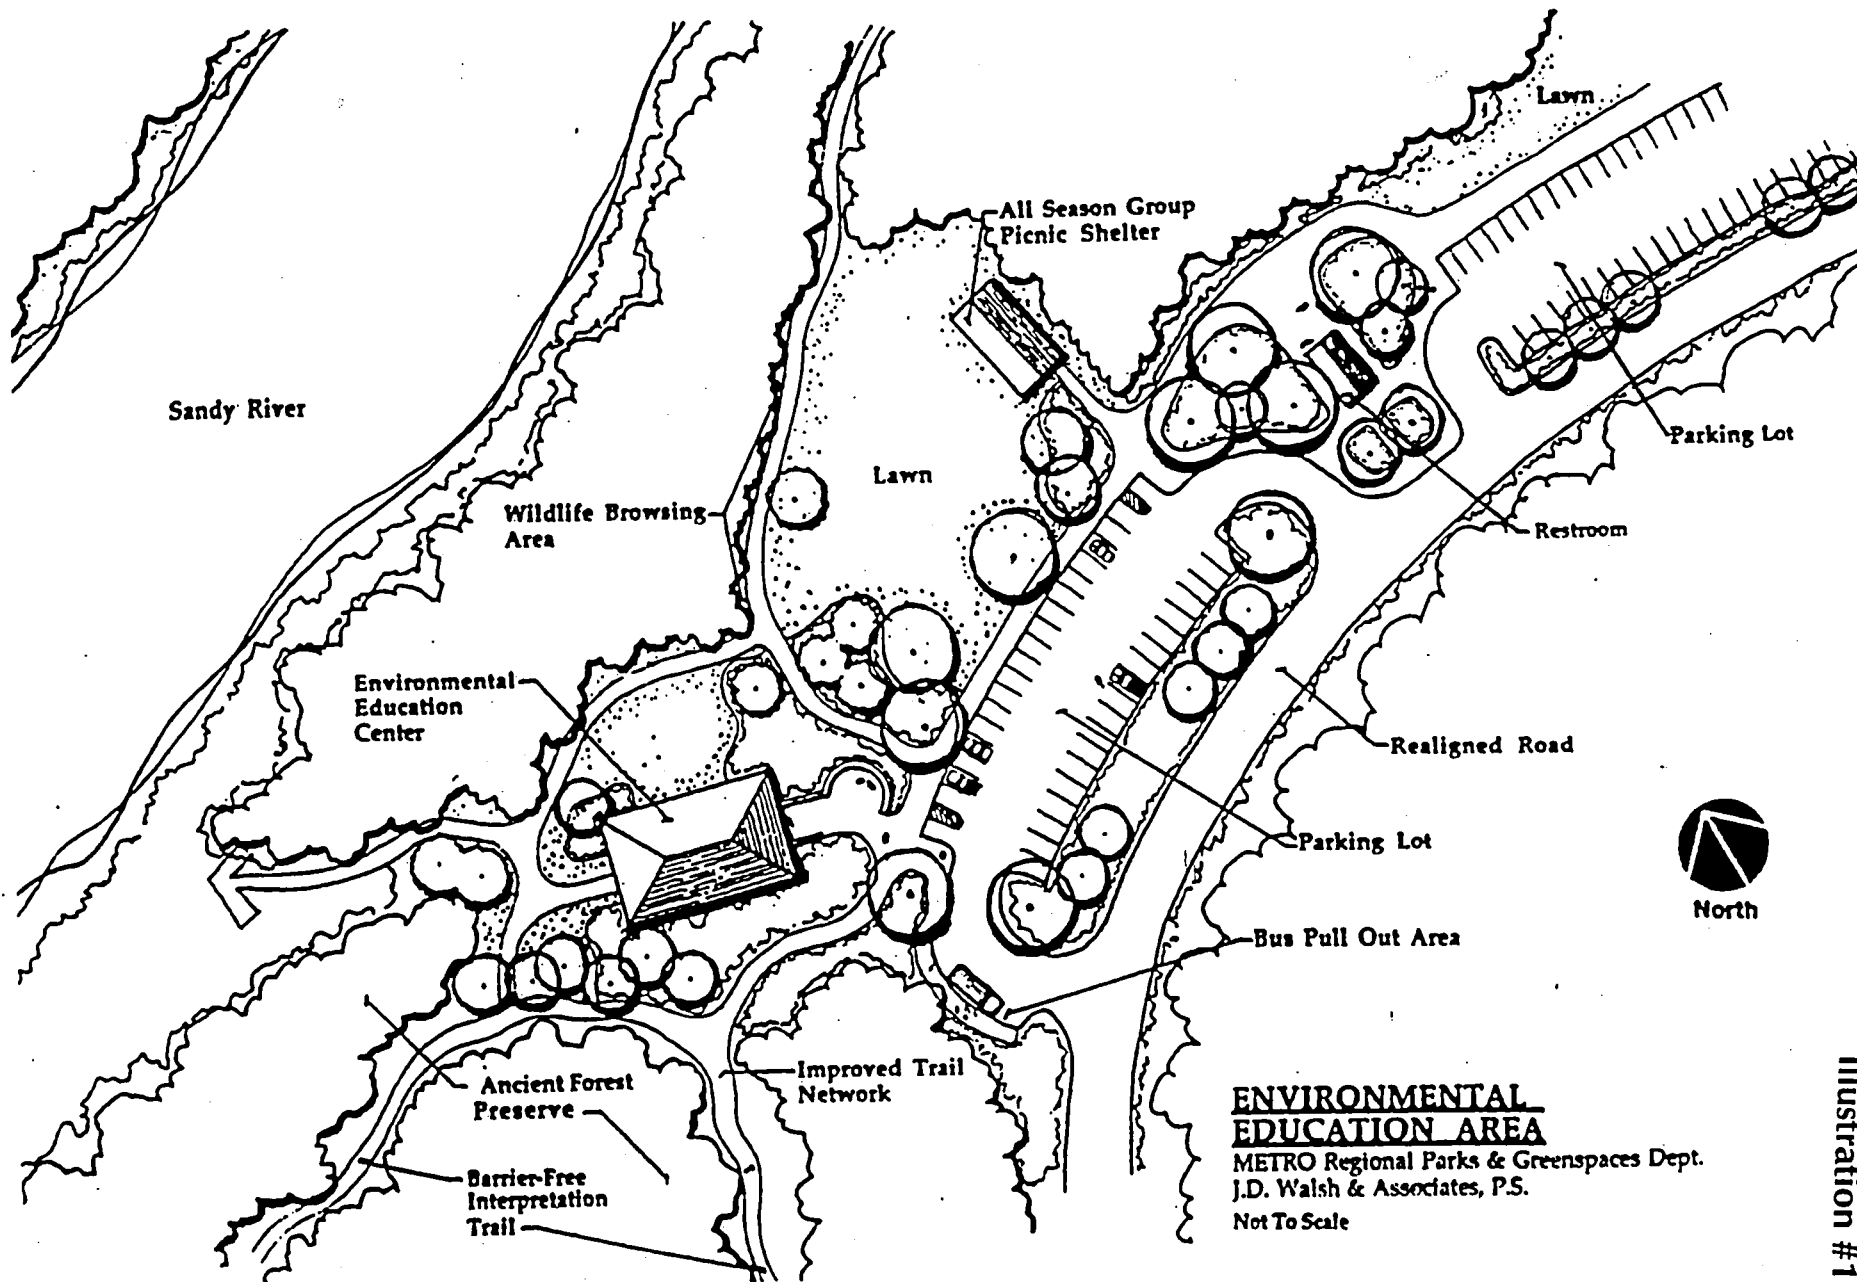 Lawn
All Season Group
Picnic Shelter
Sandy River
Parking Lot
Lawn
Wildlife Browsing
Area
Restroom
Environmental
Education
Center
Realigned Road
Parking Lot
North
Bus Pull Out Area
Improved Trail
Network
Ancient Forest
Preserve
Barrier-Free
Interpretation
Trail
ENVIRONMENTAL
EDUCATION AREA
METRO Regional Parks & Greenspaces Dept.
J.D. Walsh & Associates, P.S.
Not To Scale
Illustration #1